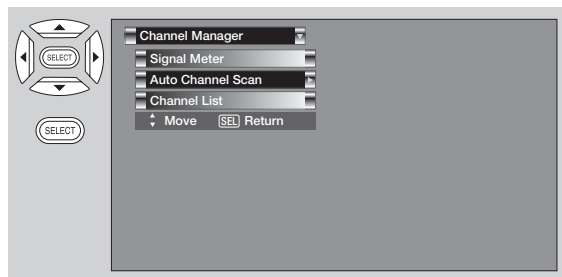 SELECT
SELECT
Channel Manager
Signal Meter
Auto Channel Scan
Channel List
Move SEL Return